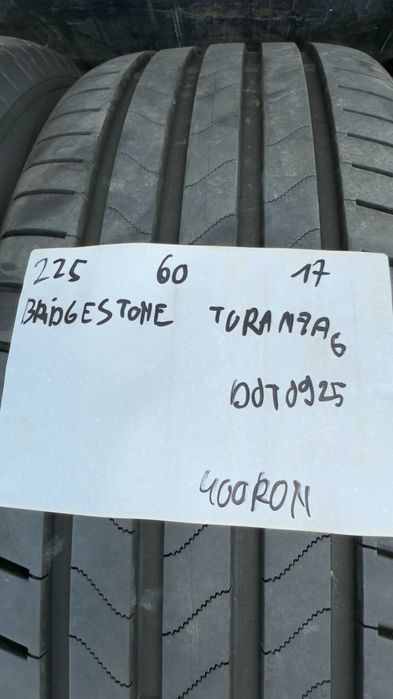 225 60 17
BRIDGESTONE TURANZA 6
DOT0925
400RON